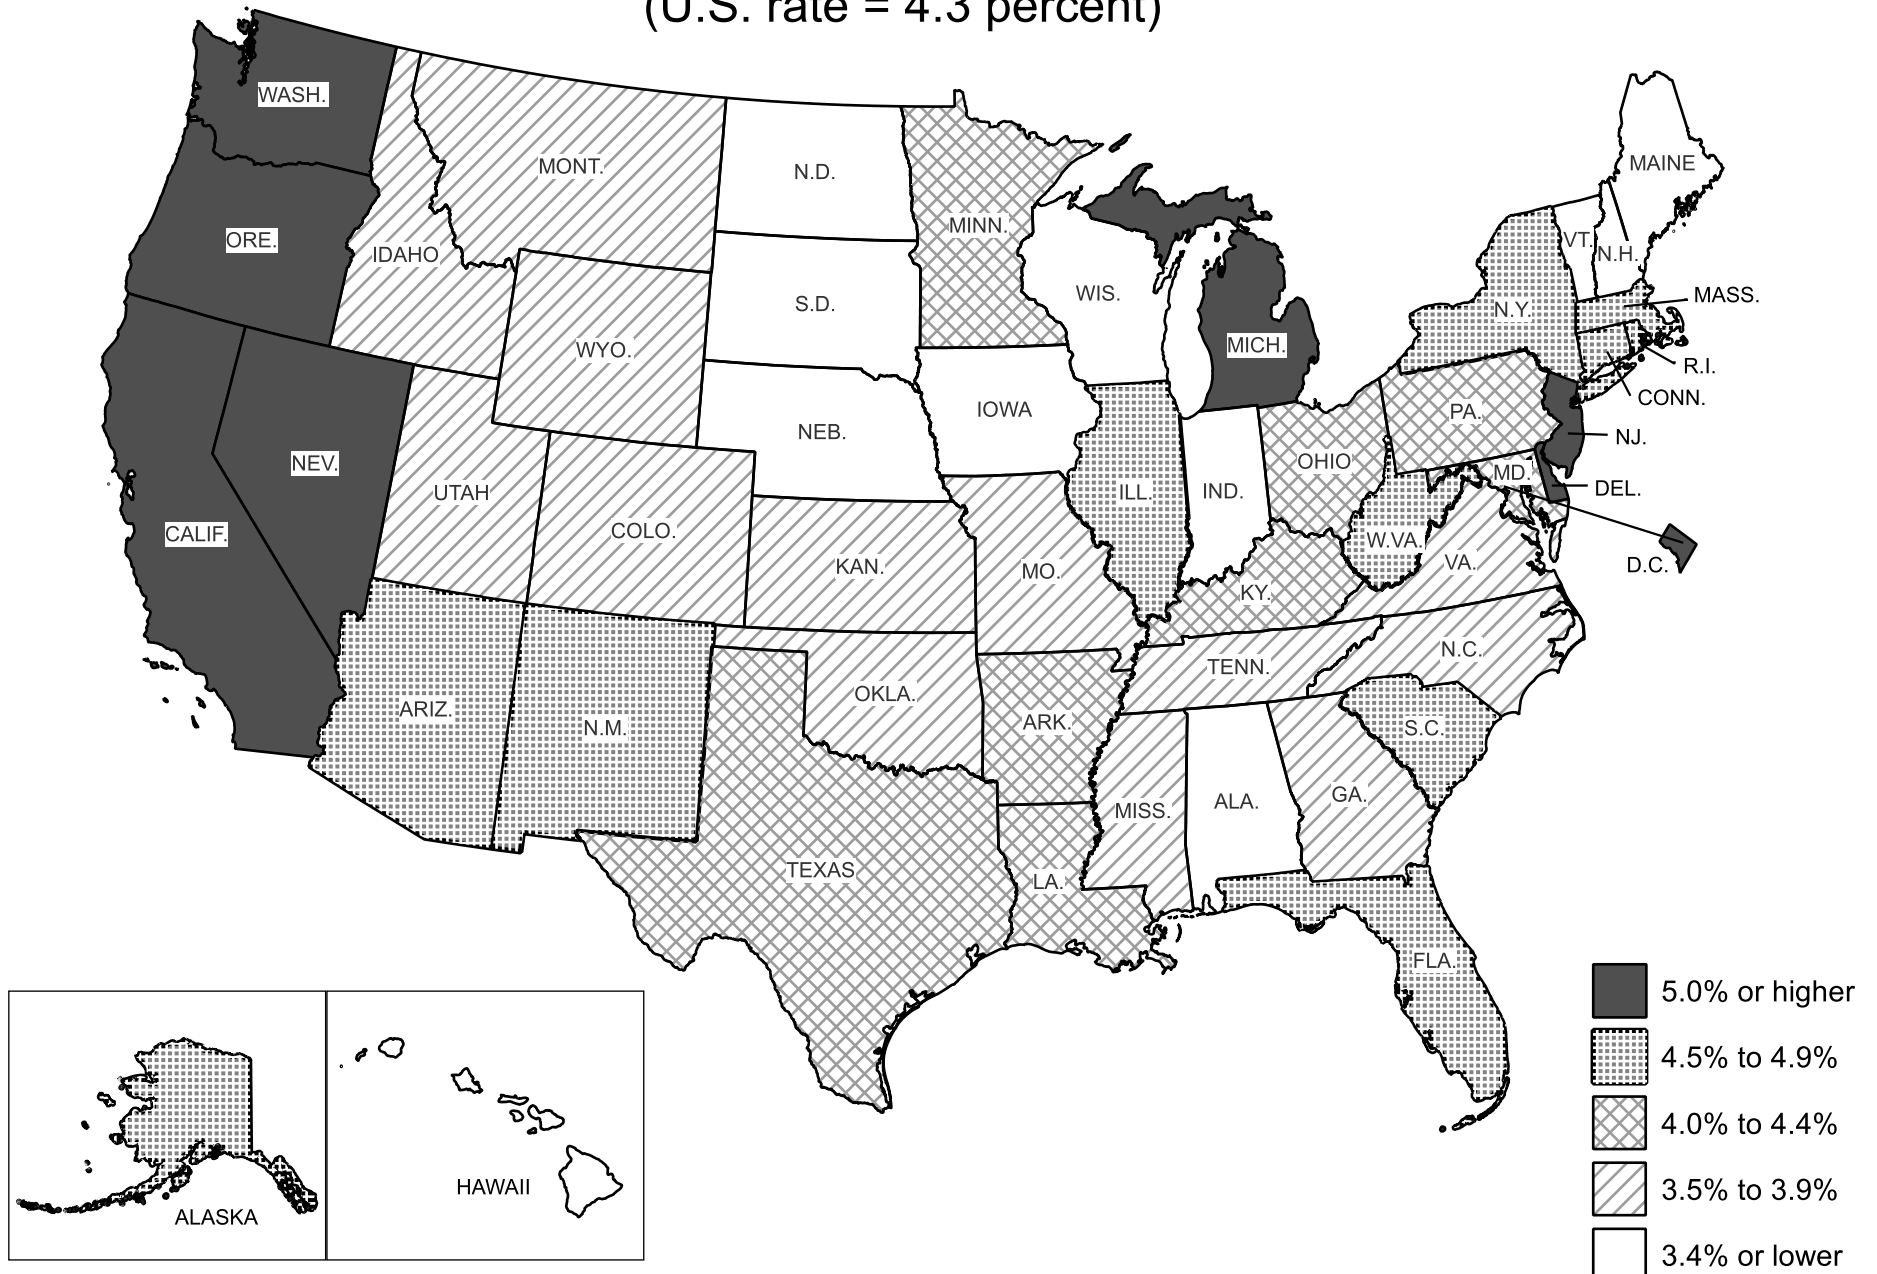 (U.S. rate = 4.3 percent)
WASH.
MONT.
N.D.
MINN.
MAINE
ORE.
IDAHO
VT.
N.H.
S.D.
WIS.
MASS.
N.Y.
WYO.
MICH.
R.I.
CONN.
IOWA
PA.
NEB.
NJ.
NEV.
UTAH
OHIO
MD.
ILL.
IND.
DEL.
CALIF.
COLO.
W.VA.
KAN.
MO.
VA.
D.C.
KY.
N.C.
TENN.
OKLA.
ARIZ.
N.M.
ARK.
S.C.
MISS.
ALA.
GA.
TEXAS
LA.
FLA.
5.0% or higher
4.5% to 4.9%
4.0% to 4.4%
3.5% to 3.9%
3.4% or lower
HAWAII
ALASKA